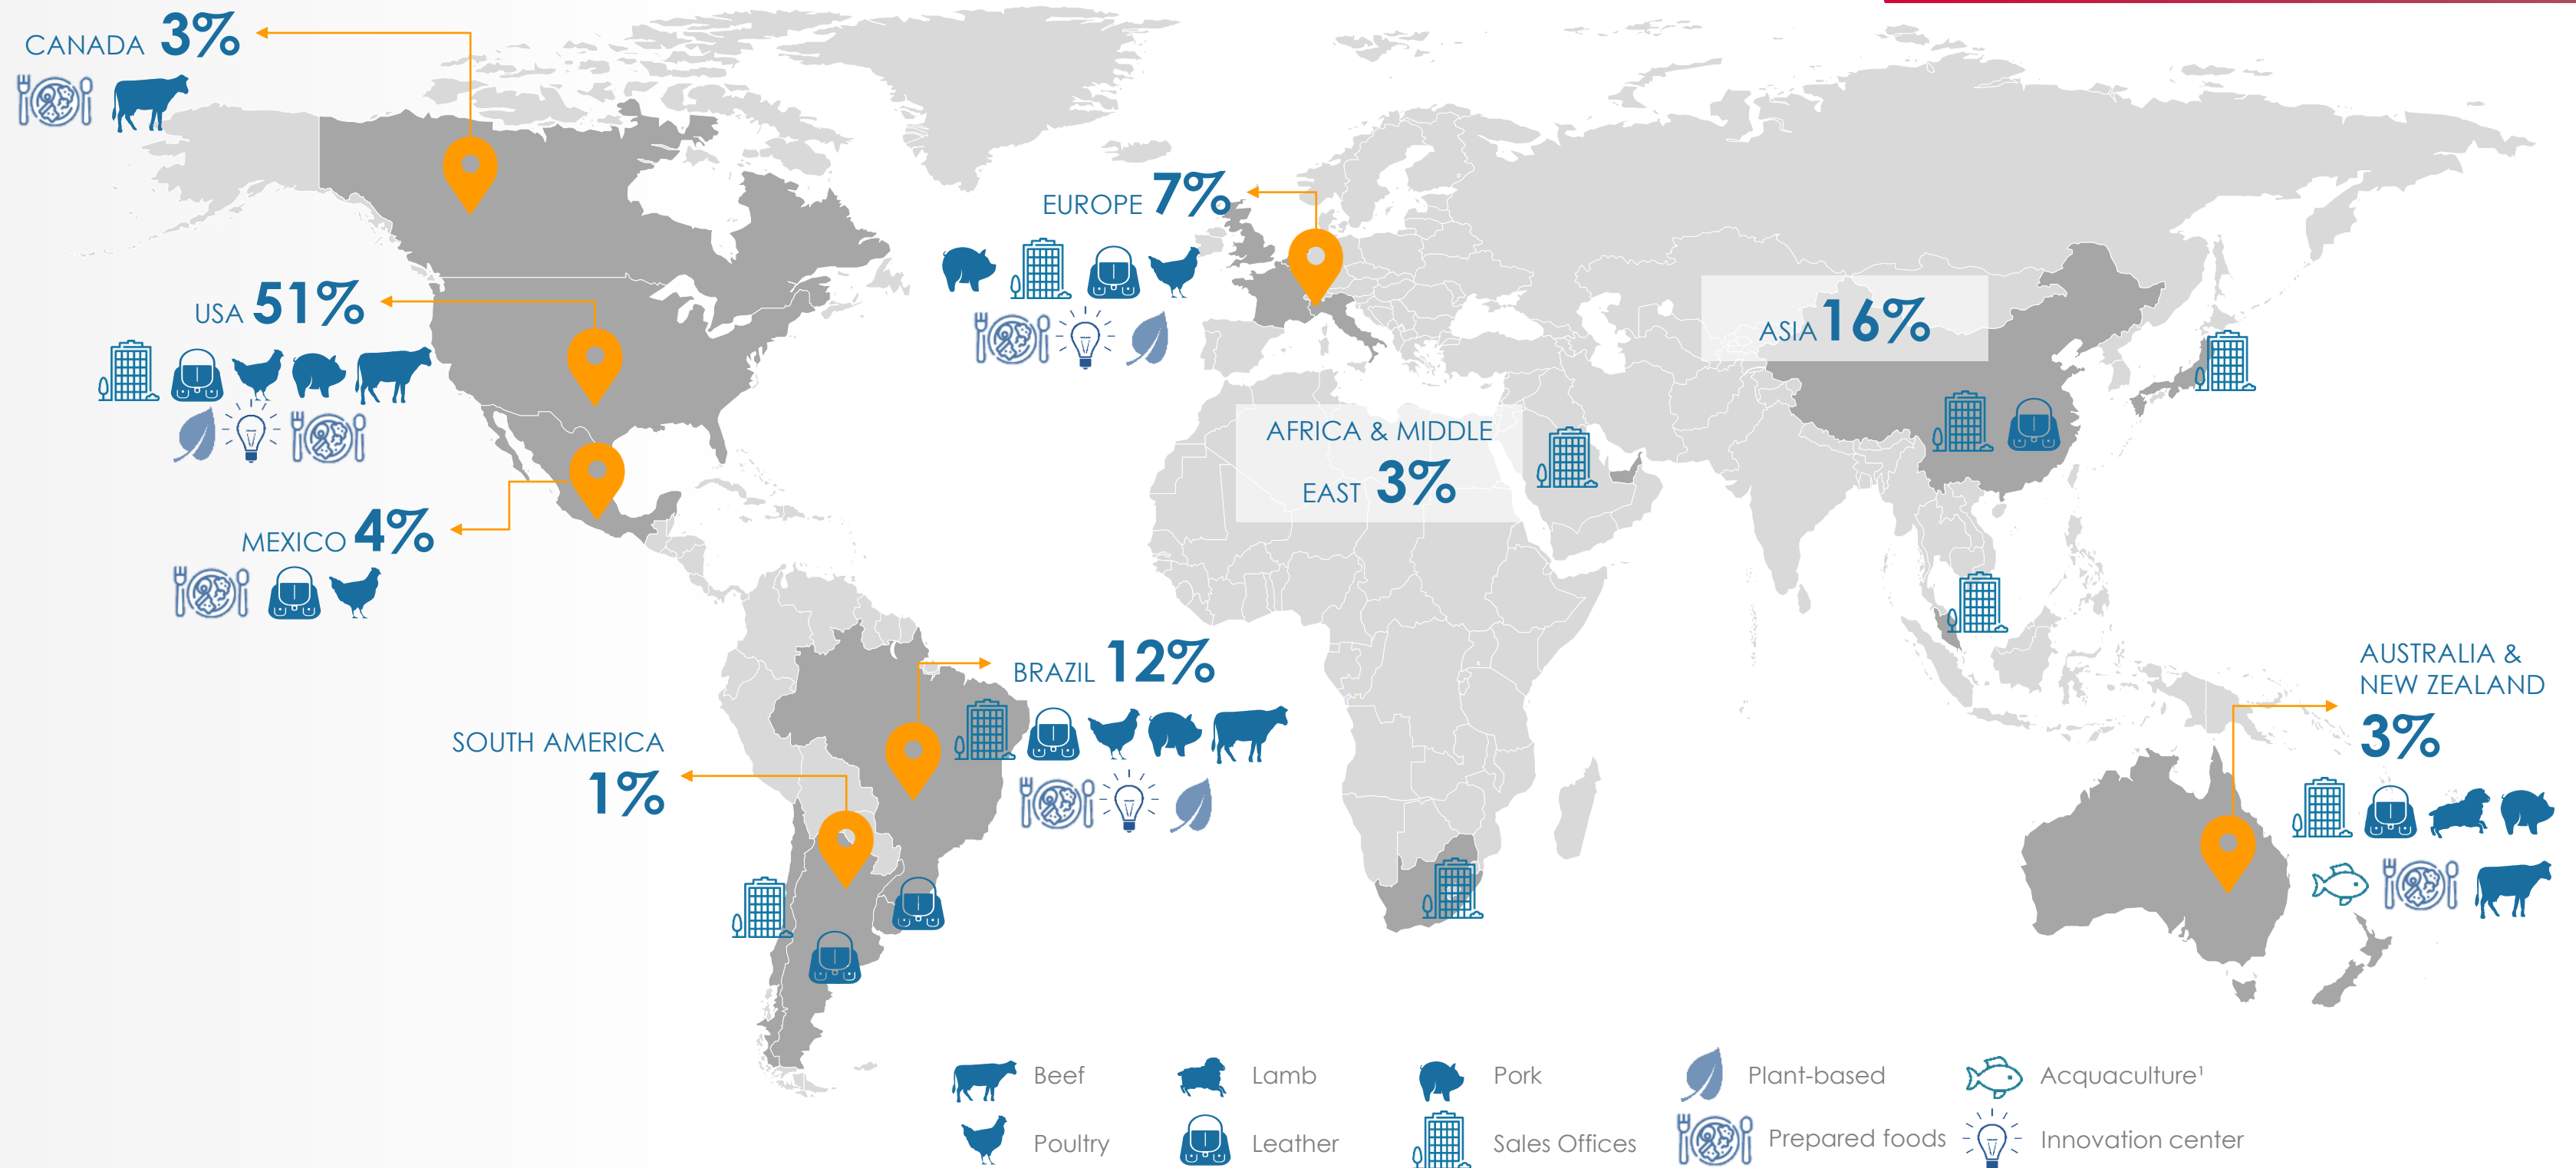 CANADA 3%
EUROPE 7%
USA 51%
ASIA 16%
AFRICA & MIDDLE
EAST 3%
MEXICO 4%
BRAZIL 12%
SOUTH AMERICA
1%
AUSTRALIA &
NEW ZEALAND
3%
Beef
Lamb
Pork
Plant-based
Acquaculture¹
Poultry
Leather
Sales Offices
Prepared foods
Innovation center